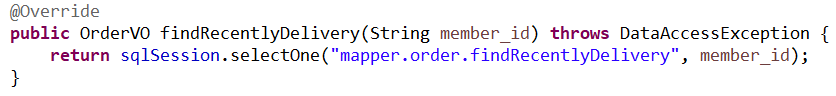 @Override
public OrderVO findRecentlyDelivery(String member_id) throws DataAccessException {
    return sqlSession.selectOne("mapper.order.findRecentlyDelivery", member_id);
}